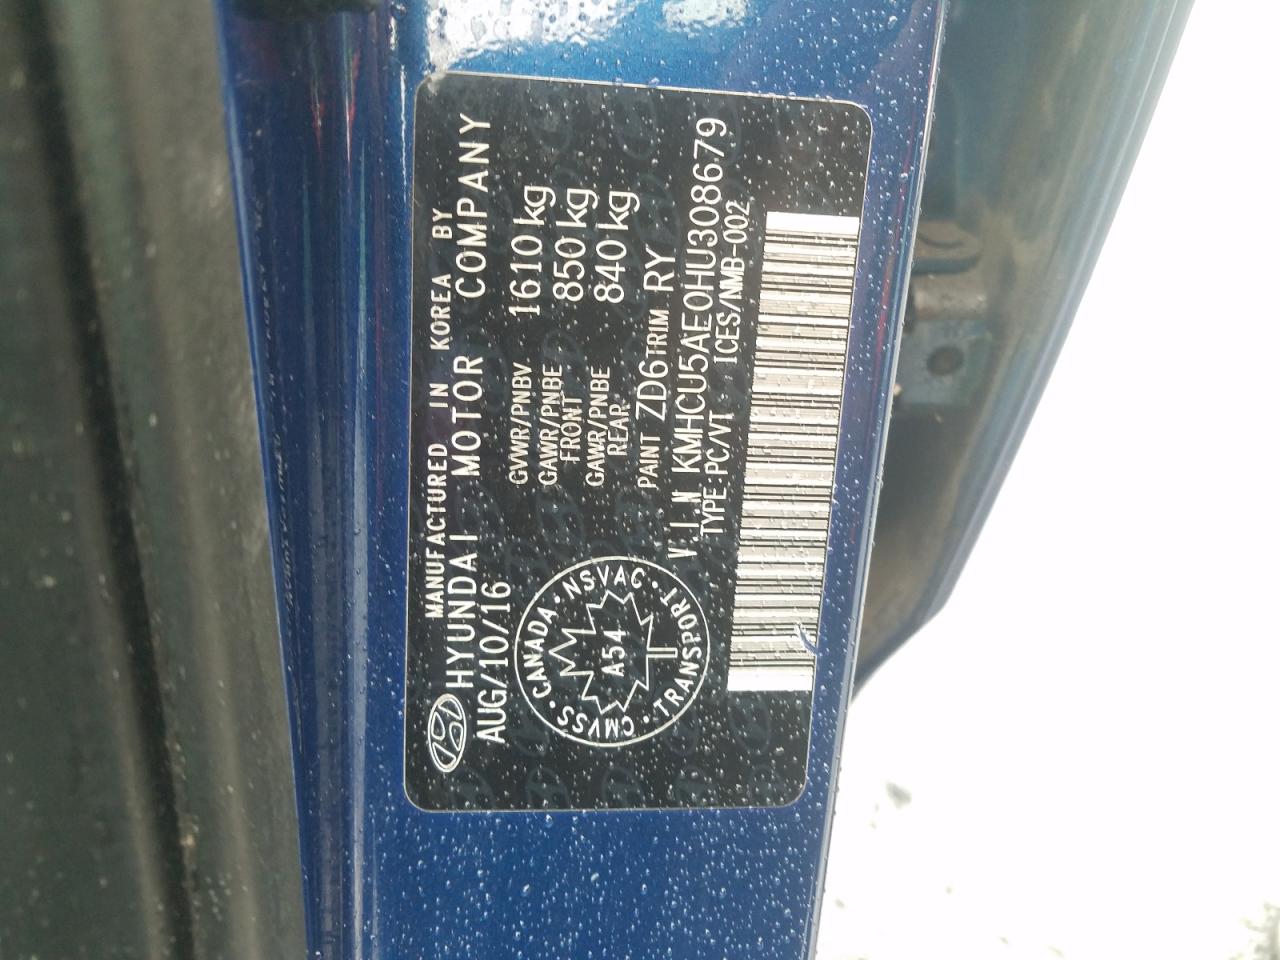 MANUFACTURED IN KOREA BY
HYUNDAI MOTOR COMPANY
AUG/10/16
GVWR/PNBV 1610 kg
GAWR/PNBE FRONT 850 kg
GAWR/PNBE REAR 840 kg
PAINT ZD6 TRIM RY
V.I.N KMHCU5AE0HU308679
TYPE:PC/VT ICES/NMB-002
CANADA · NSVAC · TRANSPORT · CMVSS ·
A54